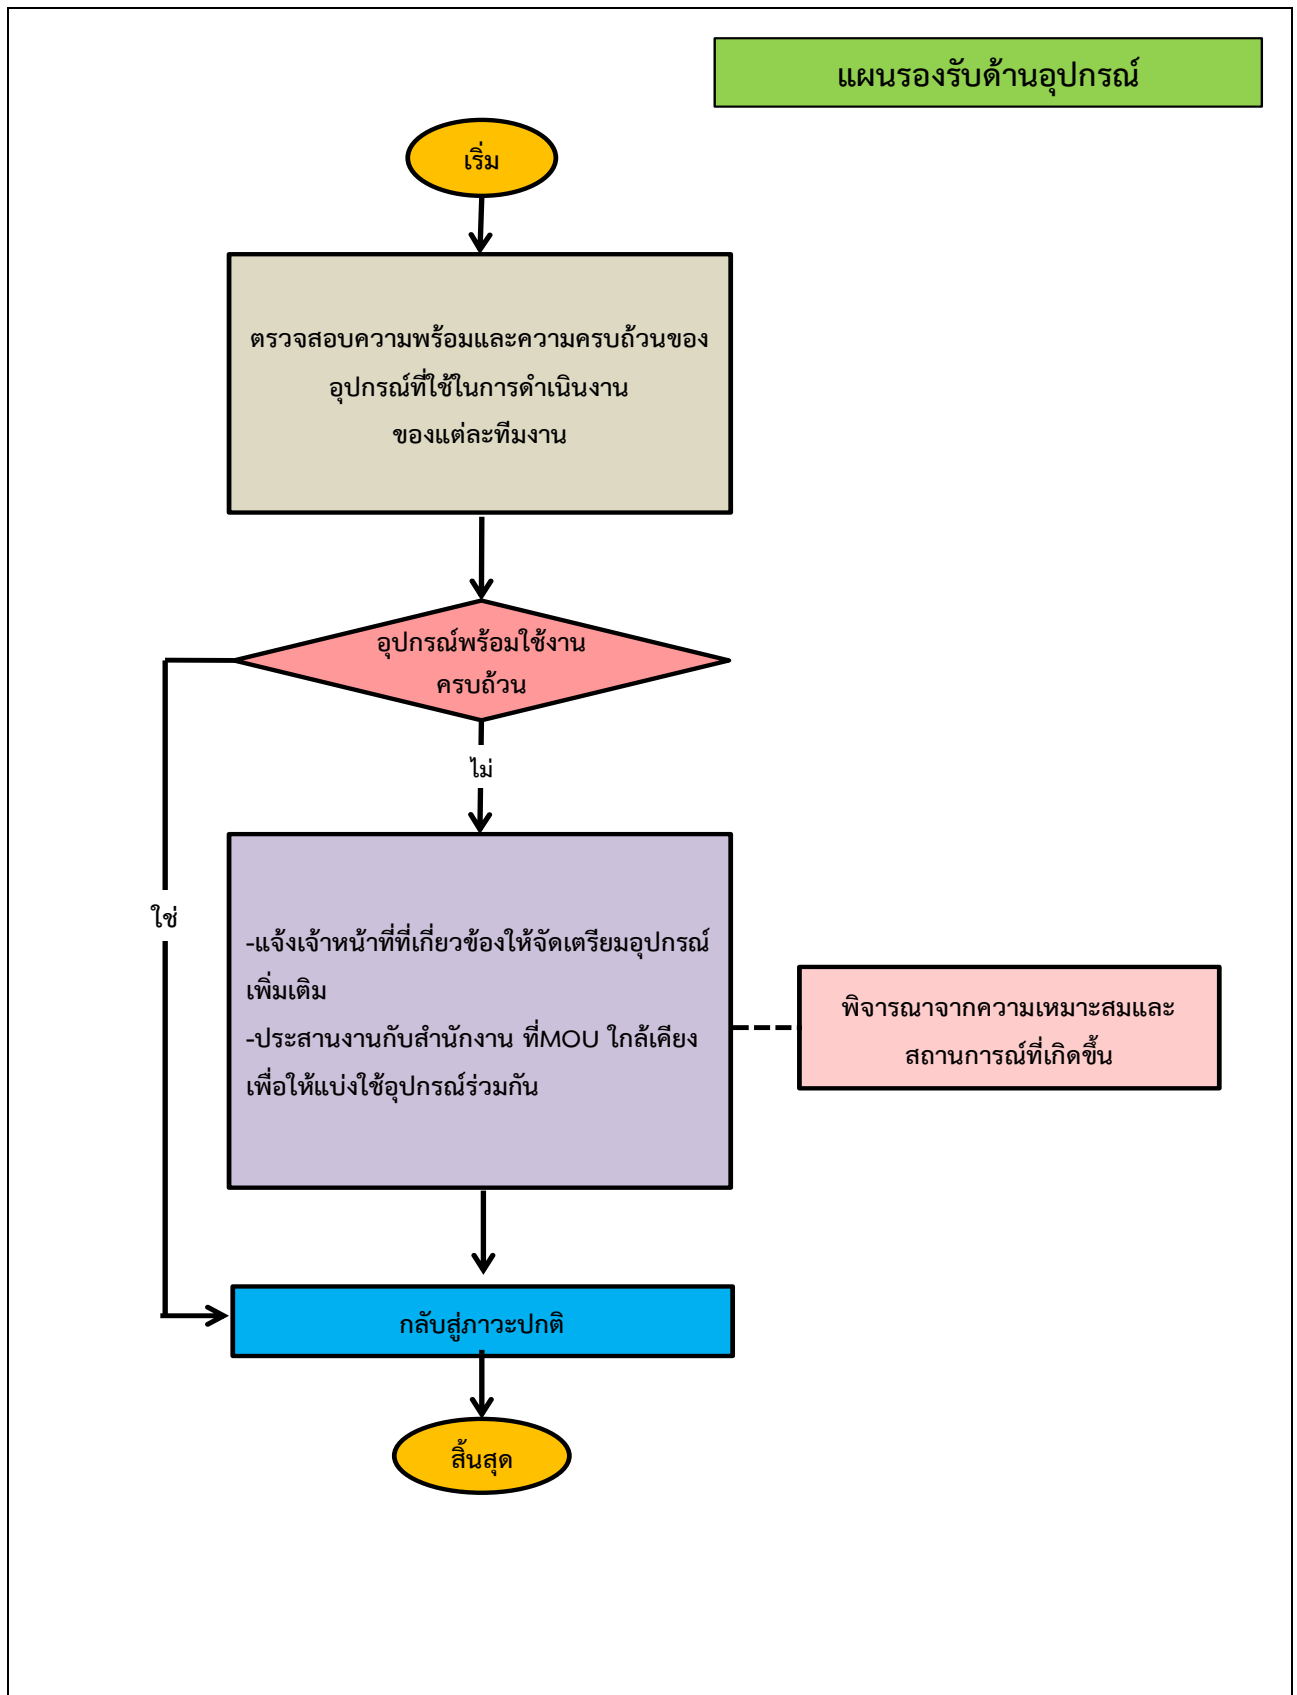 แผนรองรับด้านอุปกรณ์
เริ่ม
ตรวจสอบความพร้อมและความครบถ้วนของ
อุปกรณ์ที่ใช้ในการดำเนินงาน
ของแต่ละทีมงาน
อุปกรณ์พร้อมใช้งาน
ครบถ้วน
ไม่
ใช่
-แจ้งเจ้าหน้าที่ที่เกี่ยวข้องให้จัดเตรียมอุปกรณ์
เพิ่มเติม
-ประสานงานกับสำนักงาน ที่MOU ใกล้เคียง
เพื่อให้แบ่งใช้อุปกรณ์ร่วมกัน
พิจารณาจากความเหมาะสมและ
สถานการณ์ที่เกิดขึ้น
กลับสู่ภาวะปกติ
สิ้นสุด